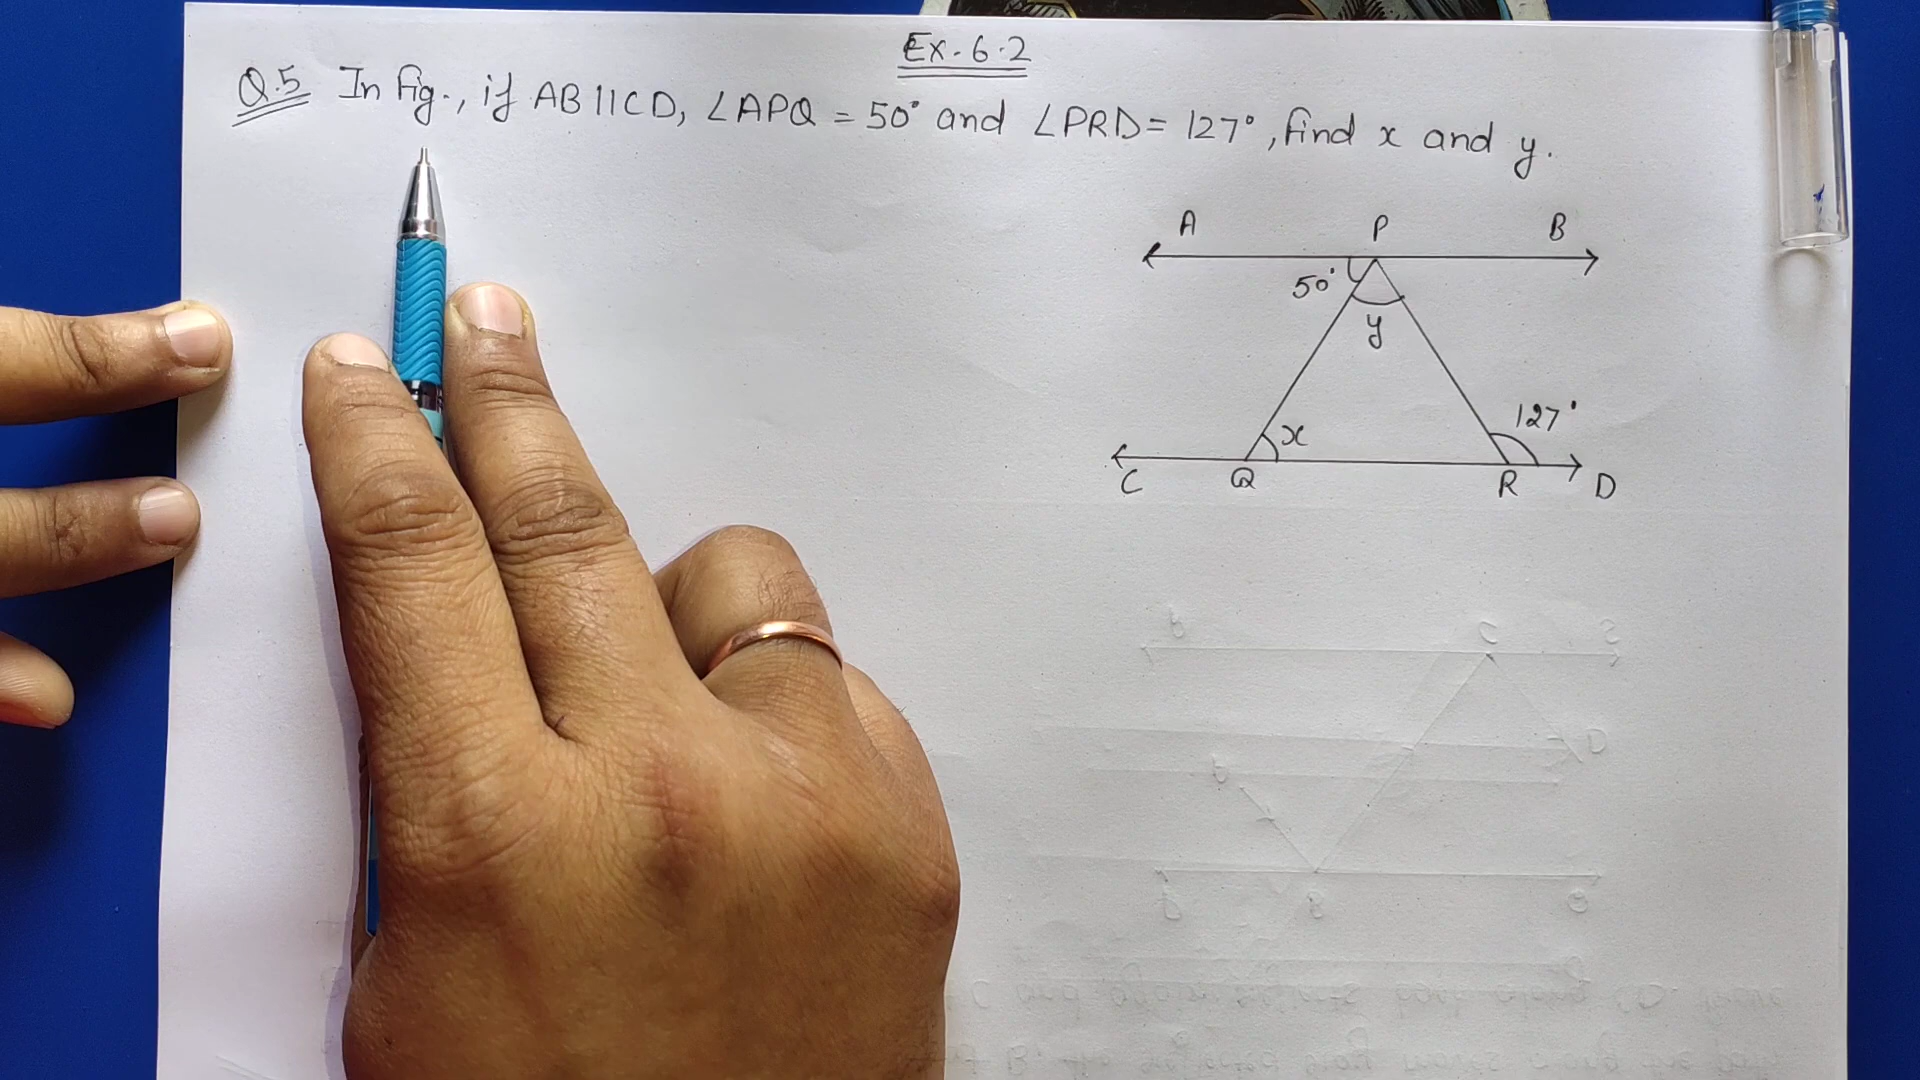 Ex. 6.2
Q.5 In fig., if AB||CD, ∠APQ = 50° and ∠PRD = 127°, find x and y.
A P B
50°
y
127°
x
C Q R D